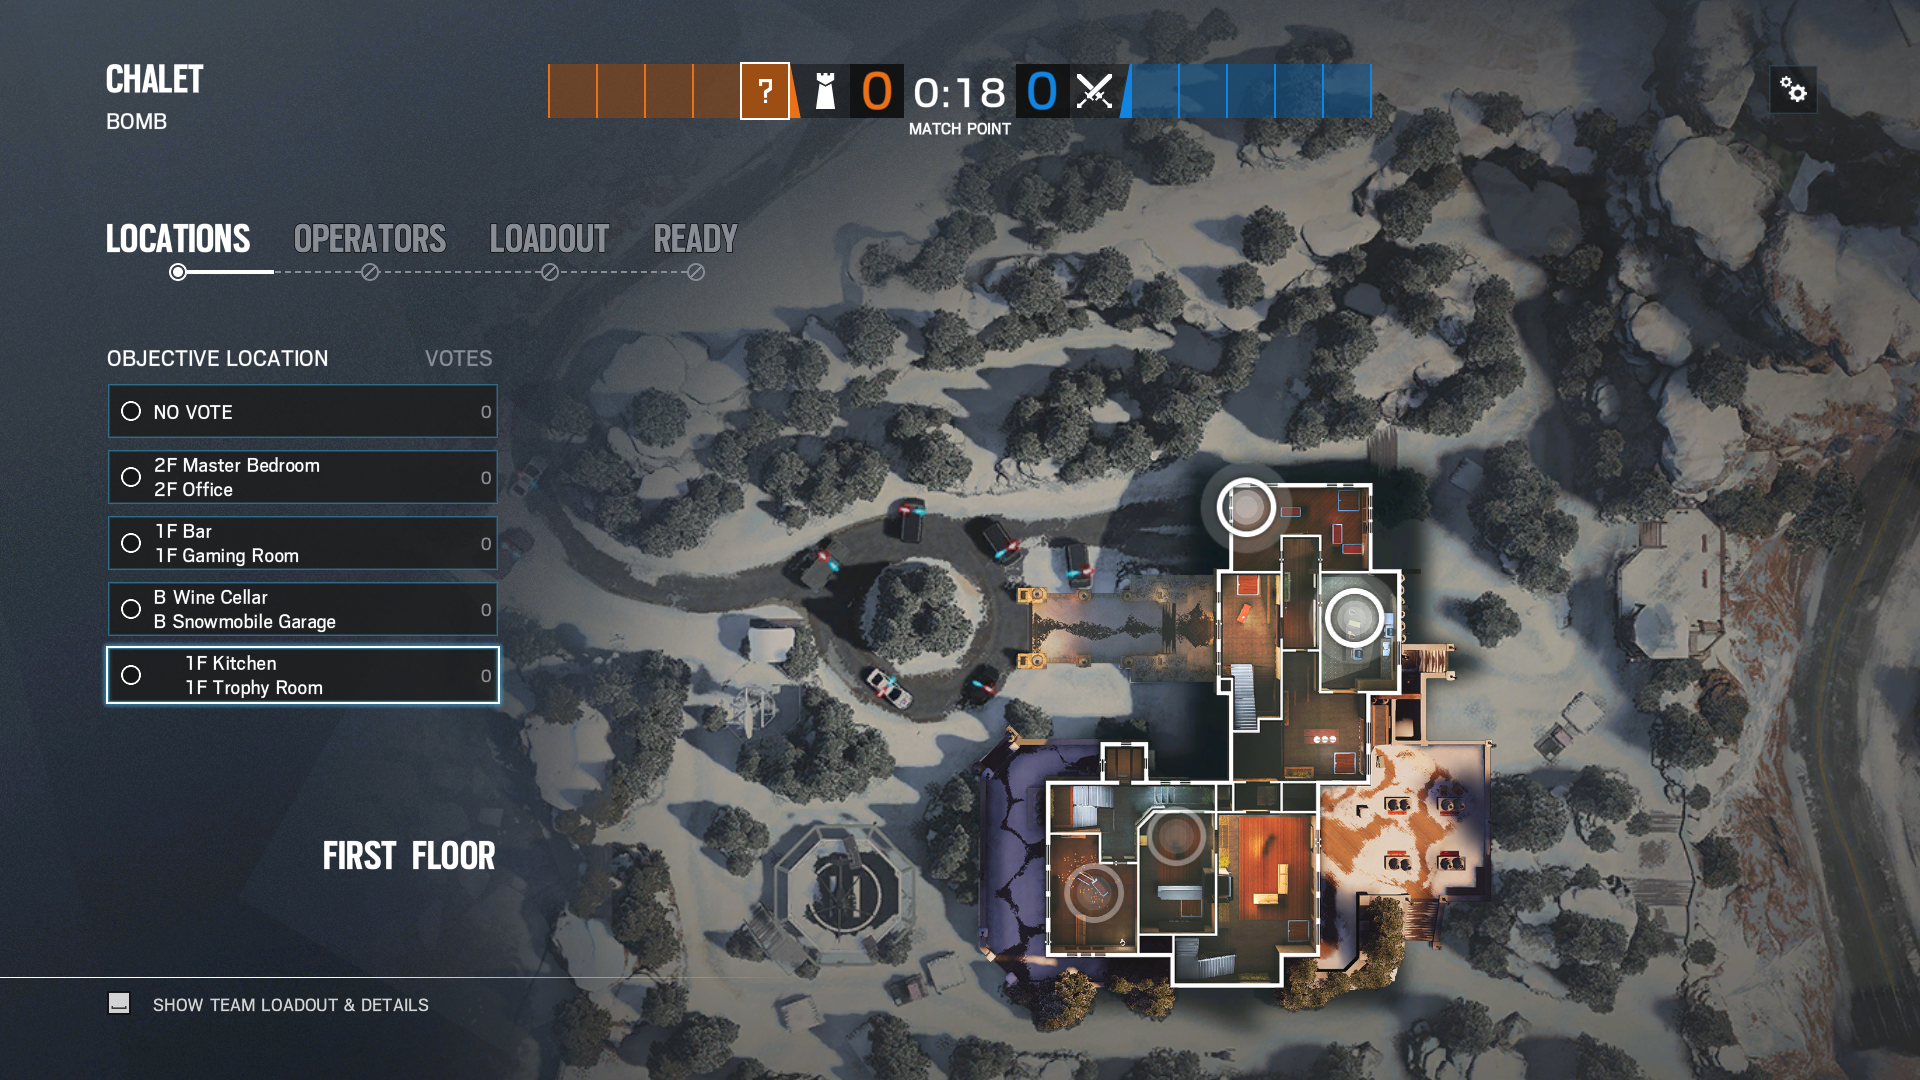 CHALET
BOMB
?
0
0:18
0
MATCH POINT
LOCATIONS
OPERATORS
LOADOUT
READY
OBJECTIVE LOCATION
VOTES
NO VOTE
0
2F Master Bedroom
2F Office
0
1F Bar
1F Gaming Room
0
B Wine Cellar
B Snowmobile Garage
0
1F Kitchen
1F Trophy Room
0
FIRST FLOOR
SHOW TEAM LOADOUT & DETAILS